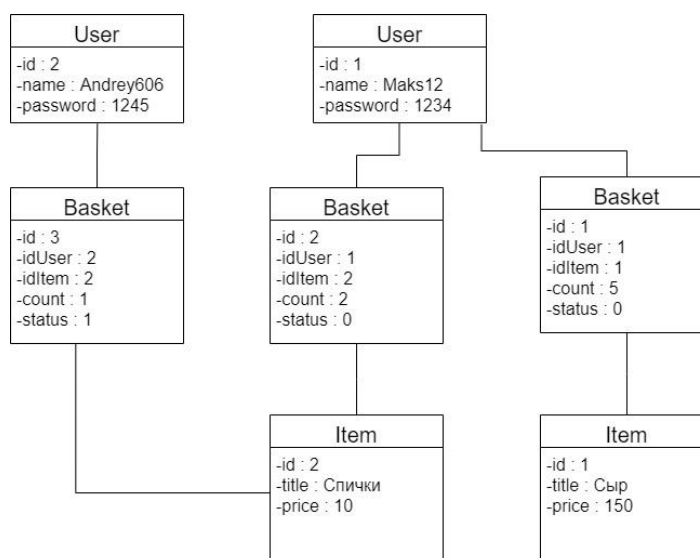 User
-id : 2
-name : Andrey606
-password : 1245
User
-id : 1
-name : Maks12
-password : 1234
Basket
-id : 3
-idUser : 2
-idItem : 2
-count : 1
-status : 1
Basket
-id : 2
-idUser : 1
-idItem : 2
-count : 2
-status : 0
Basket
-id : 1
-idUser : 1
-idItem : 1
-count : 5
-status : 0
Item
-id : 2
-title : Спички
-price : 10
Item
-id : 1
-title : Сыр
-price : 150